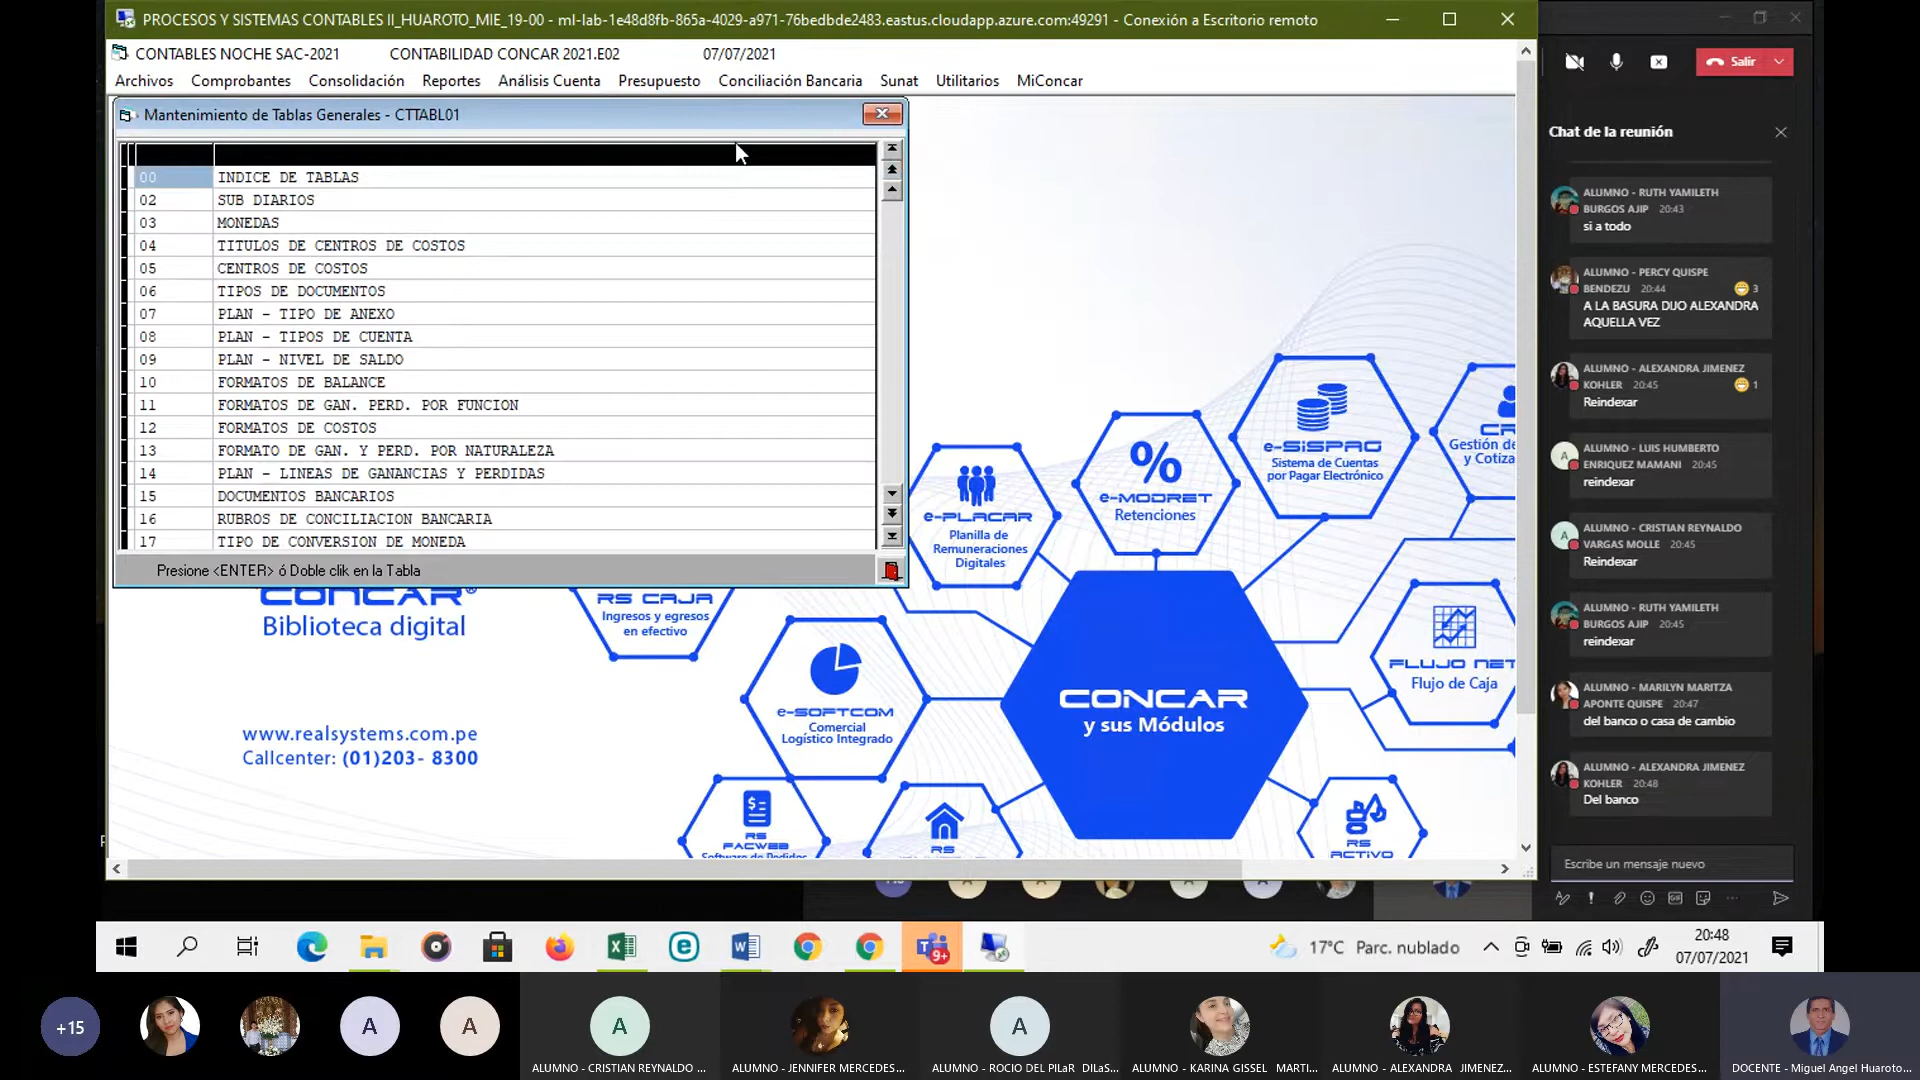 PROCESOS Y SISTEMAS CONTABLES II_HUAROTO_MIE_19-00 - ml-lab-1e48d8fb-865a-4029-a971-76bedbde2483.eastus.cloudapp.azure.com:49291 - Conexión a Escritorio remoto
CONTABLES NOCHE SAC-2021 CONTABILIDAD CONCAR 2021.E02 07/07/2021
Archivos Comprobantes Consolidación Reportes Análisis Cuenta Presupuesto Conciliación Bancaria Sunat Utilitarios MiConcar
Mantenimiento de Tablas Generales - CTTABL01
00 INDICE DE TABLAS
02 SUB DIARIOS
03 MONEDAS
04 TITULOS DE CENTROS DE COSTOS
05 CENTROS DE COSTOS
06 TIPOS DE DOCUMENTOS
07 PLAN - TIPO DE ANEXO
08 PLAN - TIPOS DE CUENTA
09 PLAN - NIVEL DE SALDO
10 FORMATOS DE BALANCE
11 FORMATOS DE GAN. PERD. POR FUNCION
12 FORMATOS DE COSTOS
13 FORMATO DE GAN. Y PERD. POR NATURALEZA
14 PLAN - LINEAS DE GANANCIAS Y PERDIDAS
15 DOCUMENTOS BANCARIOS
16 RUBROS DE CONCILIACION BANCARIA
17 TIPO DE CONVERSION DE MONEDA
Presione <ENTER> ó Doble clik en la Tabla
CONCAR®
Biblioteca digital
www.realsystems.com.pe
Callcenter: (01)203- 8300
RS CAJA
Ingresos y egresos
en efectivo
e-PLACAR
Planilla de
Remuneraciones
Digitales
%
e-MODRET
Retenciones
e-SISPAG
Sistema de Cuentas
por Pagar Electrónico
Gestión de
y Cotiza
e-SOFTCOM
Comercial
Logístico Integrado
CONCAR
y sus Módulos
FLUJO NET
Flujo de Caja
RS
FACWEB
Software de Pedidos
RS
RS
ACTIVO
Salir
Chat de la reunión
ALUMNO - RUTH YAMILETH
BURGOS AJIP 20:43
si a todo
ALUMNO - PERCY QUISPE
BENDEZU 20:44 3
A LA BASURA DIJO ALEXANDRA
AQUELLA VEZ
ALUMNO - ALEXANDRA JIMENEZ
KOHLER 20:45 1
Reindexar
A ALUMNO - LUIS HUMBERTO
ENRIQUEZ MAMANI 20:45
reindexar
A ALUMNO - CRISTIAN REYNALDO
VARGAS MOLLE 20:45
Reindexar
ALUMNO - RUTH YAMILETH
BURGOS AJIP 20:45
reindexar
ALUMNO - MARILYN MARITZA
APONTE QUISPE 20:47
del banco o casa de cambio
ALUMNO - ALEXANDRA JIMENEZ
KOHLER 20:48
Del banco
Escribe un mensaje nuevo
9+
17°C Parc. nublado
20:48
07/07/2021
+15 A A A A
ALUMNO - CRISTIAN REYNALDO ... ALUMNO - JENNIFER MERCEDES... ALUMNO - ROCIO DEL PILaR DILaS... ALUMNO - KARINA GISSEL MARTI... ALUMNO - ALEXANDRA JIMENEZ... ALUMNO - ESTEFANY MERCEDES... DOCENTE - Miguel Angel Huaroto...